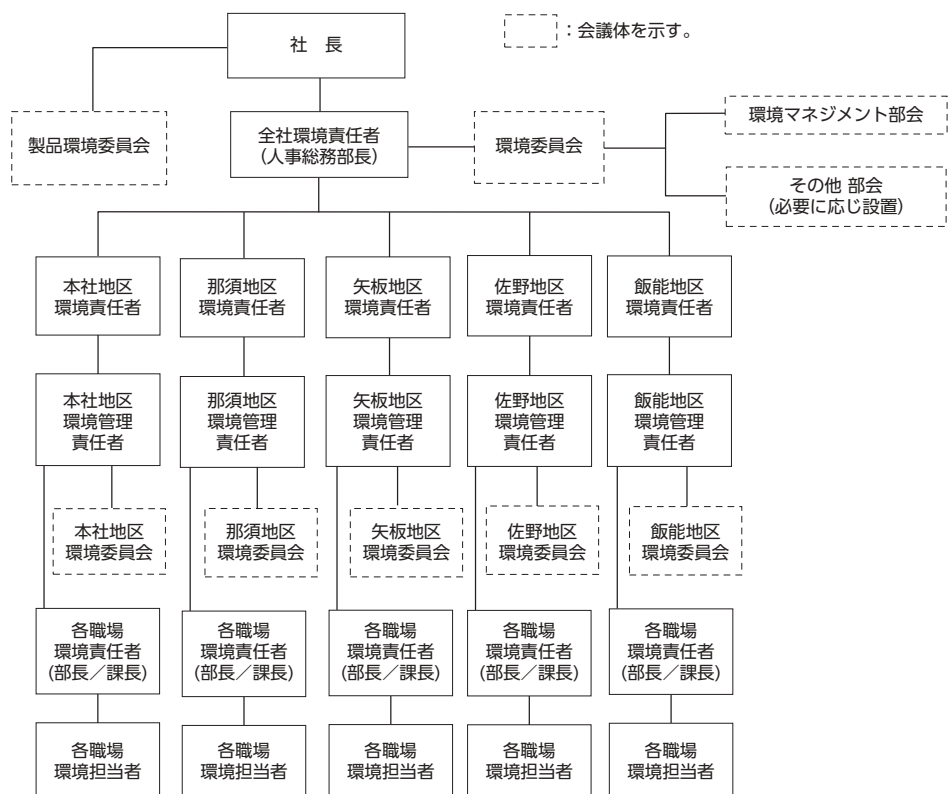 社　長
：会議体を示す。
製品環境委員会
全社環境責任者
(人事総務部長)
環境委員会
環境マネジメント部会
その他 部会
(必要に応じ設置)
本社地区
環境責任者
那須地区
環境責任者
矢板地区
環境責任者
佐野地区
環境責任者
飯能地区
環境責任者
本社地区
環境管理
責任者
那須地区
環境管理
責任者
矢板地区
環境管理
責任者
佐野地区
環境管理
責任者
飯能地区
環境管理
責任者
本社地区
環境委員会
那須地区
環境委員会
矢板地区
環境委員会
佐野地区
環境委員会
飯能地区
環境委員会
各職場
環境責任者
(部長／課長)
各職場
環境責任者
(部長／課長)
各職場
環境責任者
(部長／課長)
各職場
環境責任者
(部長／課長)
各職場
環境責任者
(部長／課長)
各職場
環境担当者
各職場
環境担当者
各職場
環境担当者
各職場
環境担当者
各職場
環境担当者